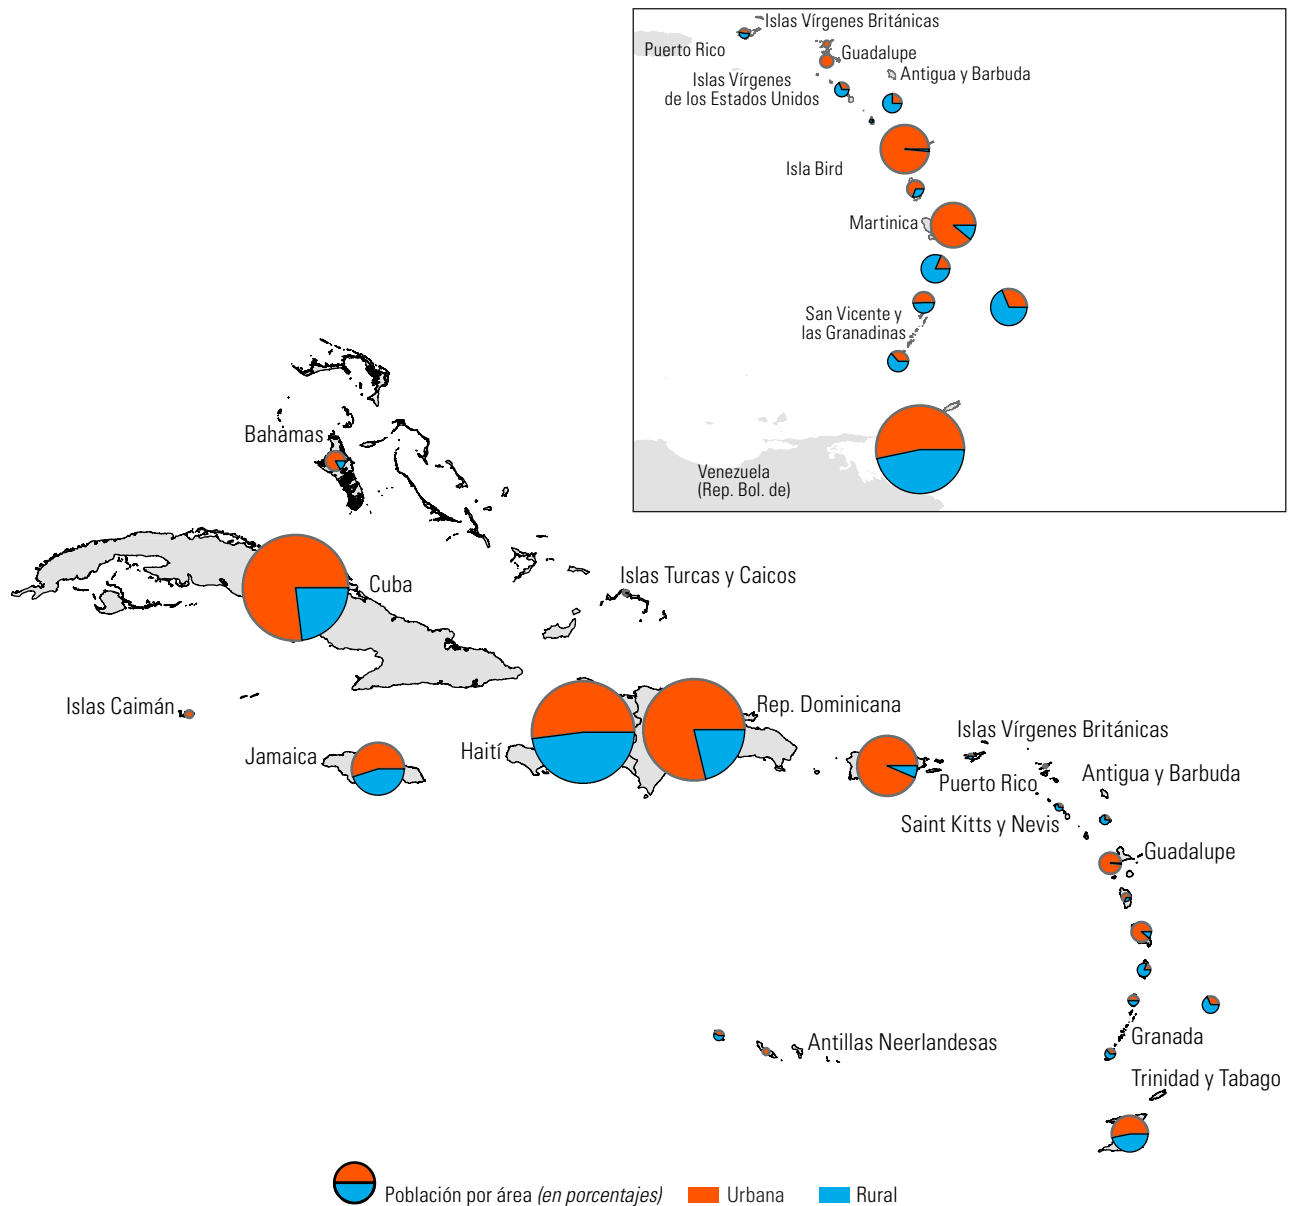 Islas Vírgenes Británicas
Puerto Rico
Guadalupe
Islas Vírgenes
de los Estados Unidos
Antigua y Barbuda
Isla Bird
Martinica
San Vicente y
las Granadinas
Venezuela
(Rep. Bol. de)
Bahamas
Cuba
Islas Turcas y Caicos
Islas Caimán
Jamaica
Haití
Rep. Dominicana
Islas Vírgenes Británicas
Puerto Rico
Antigua y Barbuda
Saint Kitts y Nevis
Guadalupe
Antillas Neerlandesas
Granada
Trinidad y Tabago
Población por área (en porcentajes) Urbana Rural